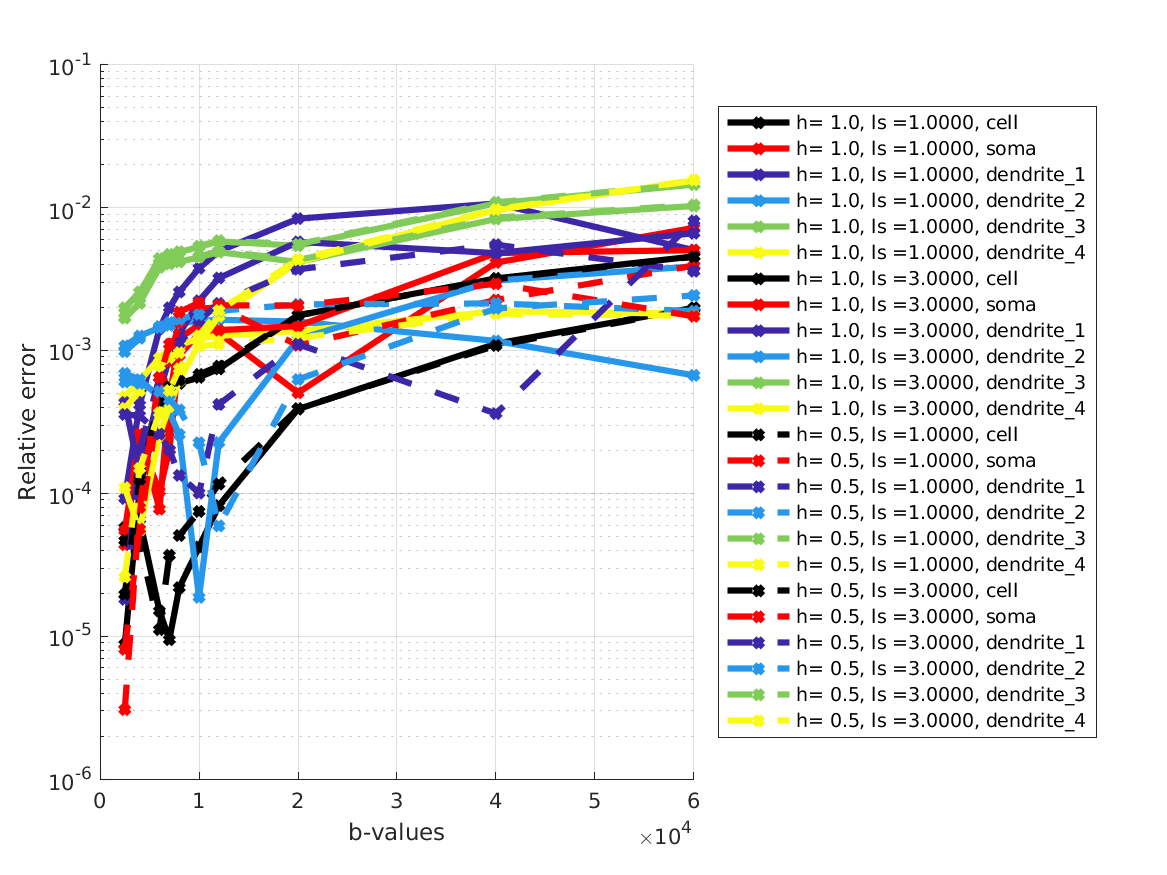 10-1
10-2
10-3
10-4
10-5
10-6
Relative error
0 1 2 3 4 5 6
×104
b-values
h= 1.0, ls =1.0000, cell
h= 1.0, ls =1.0000, soma
h= 1.0, ls =1.0000, dendrite_1
h= 1.0, ls =1.0000, dendrite_2
h= 1.0, ls =1.0000, dendrite_3
h= 1.0, ls =1.0000, dendrite_4
h= 1.0, ls =3.0000, cell
h= 1.0, ls =3.0000, soma
h= 1.0, ls =3.0000, dendrite_1
h= 1.0, ls =3.0000, dendrite_2
h= 1.0, ls =3.0000, dendrite_3
h= 1.0, ls =3.0000, dendrite_4
h= 0.5, ls =1.0000, cell
h= 0.5, ls =1.0000, soma
h= 0.5, ls =1.0000, dendrite_1
h= 0.5, ls =1.0000, dendrite_2
h= 0.5, ls =1.0000, dendrite_3
h= 0.5, ls =1.0000, dendrite_4
h= 0.5, ls =3.0000, cell
h= 0.5, ls =3.0000, soma
h= 0.5, ls =3.0000, dendrite_1
h= 0.5, ls =3.0000, dendrite_2
h= 0.5, ls =3.0000, dendrite_3
h= 0.5, ls =3.0000, dendrite_4